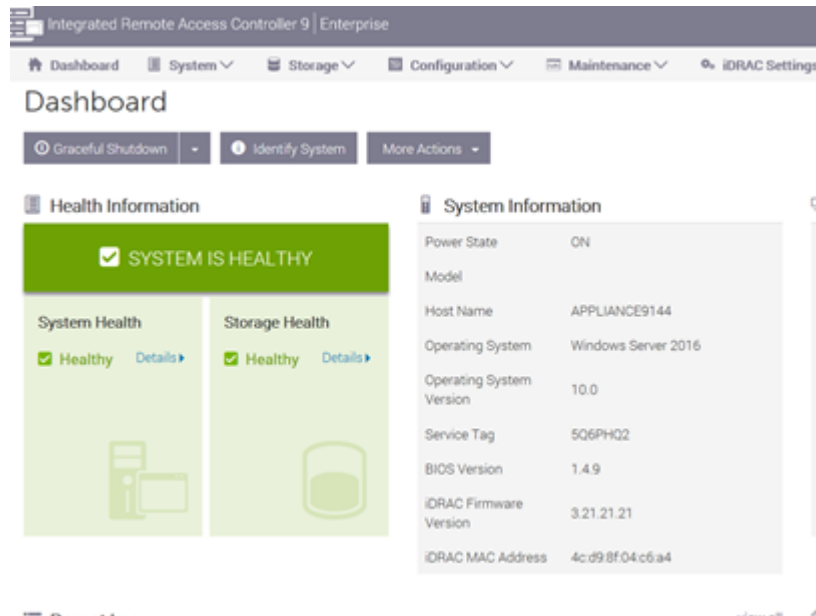 Integrated Remote Access Controller 9 | Enterprise
Dashboard System Storage Configuration Maintenance iDRAC Settings
Dashboard
Graceful Shutdown Identify System More Actions
Health Information
SYSTEM IS HEALTHY
System Health
Healthy Details
Storage Health
Healthy Details
System Information
Power State ON
Model
Host Name APPLIANCE9144
Operating System Windows Server 2016
Operating System
Version 10.0
Service Tag 5Q6PHQ2
BIOS Version 1.4.9
iDRAC Firmware
Version 3.21.21.21
iDRAC MAC Address 4c:d9:8f:04:c6:a4